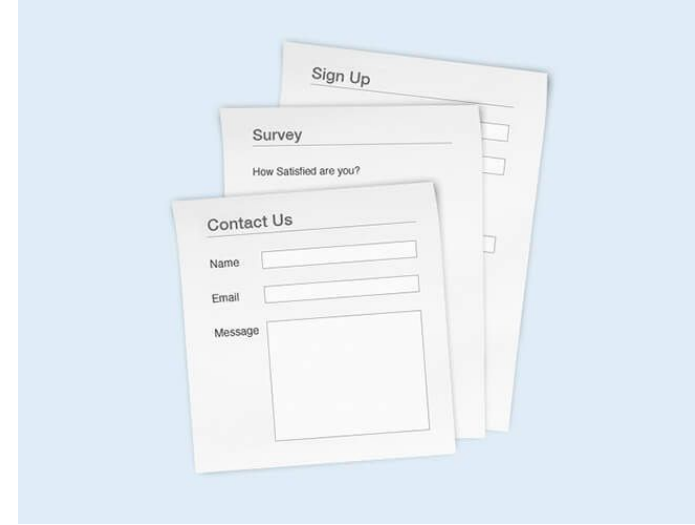 Sign Up
Survey
How Satisfied are you?
Contact Us
Name
Email
Message